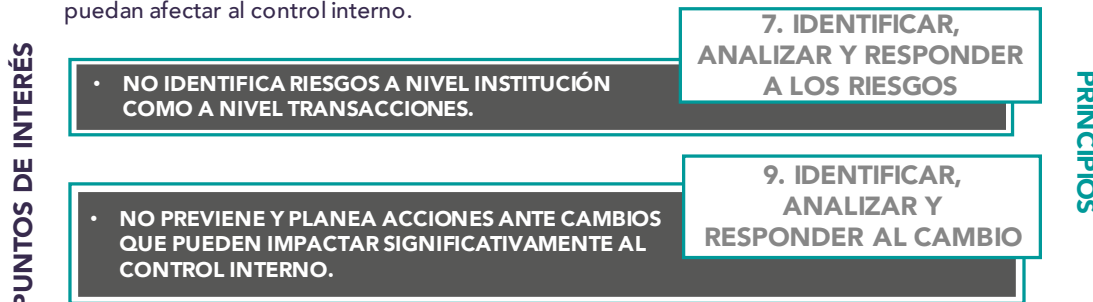 puedan afectar al control interno.
PUNTOS DE INTERÉS
7. IDENTIFICAR,
ANALIZAR Y RESPONDER
A LOS RIESGOS
• NO IDENTIFICA RIESGOS A NIVEL INSTITUCIÓN
COMO A NIVEL TRANSACCIONES.
9. IDENTIFICAR,
ANALIZAR Y
RESPONDER AL CAMBIO
• NO PREVIENE Y PLANEA ACCIONES ANTE CAMBIOS
QUE PUEDEN IMPACTAR SIGNIFICATIVAMENTE AL
CONTROL INTERNO.
PRINCIPIOS